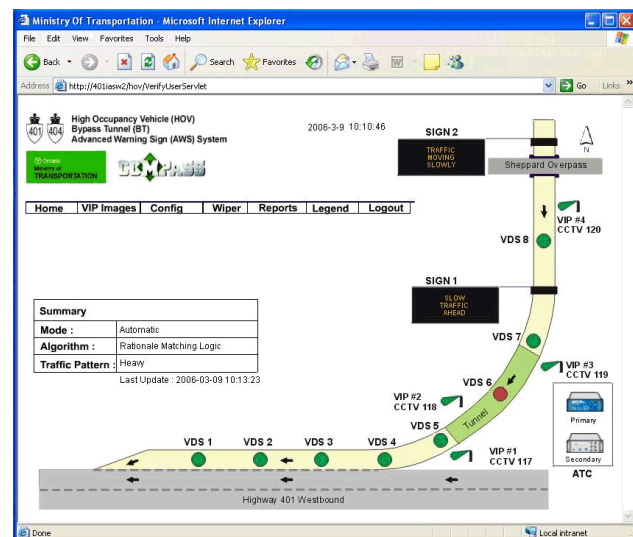 Ministry Of Transportation - Microsoft Internet Explorer
File Edit View Favorites Tools Help
Back Search Favorites
Address http://401iasw2/hov/VerifyUserServlet Go Links »
401 404
High Occupancy Vehicle (HOV)
Bypass Tunnel (BT)
Advanced Warning Sign (AWS) System
2006-3-9 10:10:46
Ontario
Ministry of
TRANSPORTATION
COMPASS
Home VIP Images Config Wiper Reports Legend Logout
SIGN 2
TRAFFIC
MOVING
SLOWLY
N
Sheppard Overpass
VIP #4
CCTV 120
VDS 8
SIGN 1
SLOW
TRAFFIC
AHEAD
Summary
Mode : Automatic
Algorithm : Rationale Matching Logic
Traffic Pattern : Heavy
Last Update : 2006-03-09 10:13:23
VDS 7
VIP #3
CCTV 119
VDS 6
VIP #2
CCTV 118
Tunnel
VDS 5
Primary
Secondary
ATC
VIP #1
CCTV 117
VDS 1 VDS 2 VDS 3 VDS 4
Highway 401 Westbound
Done Local intranet